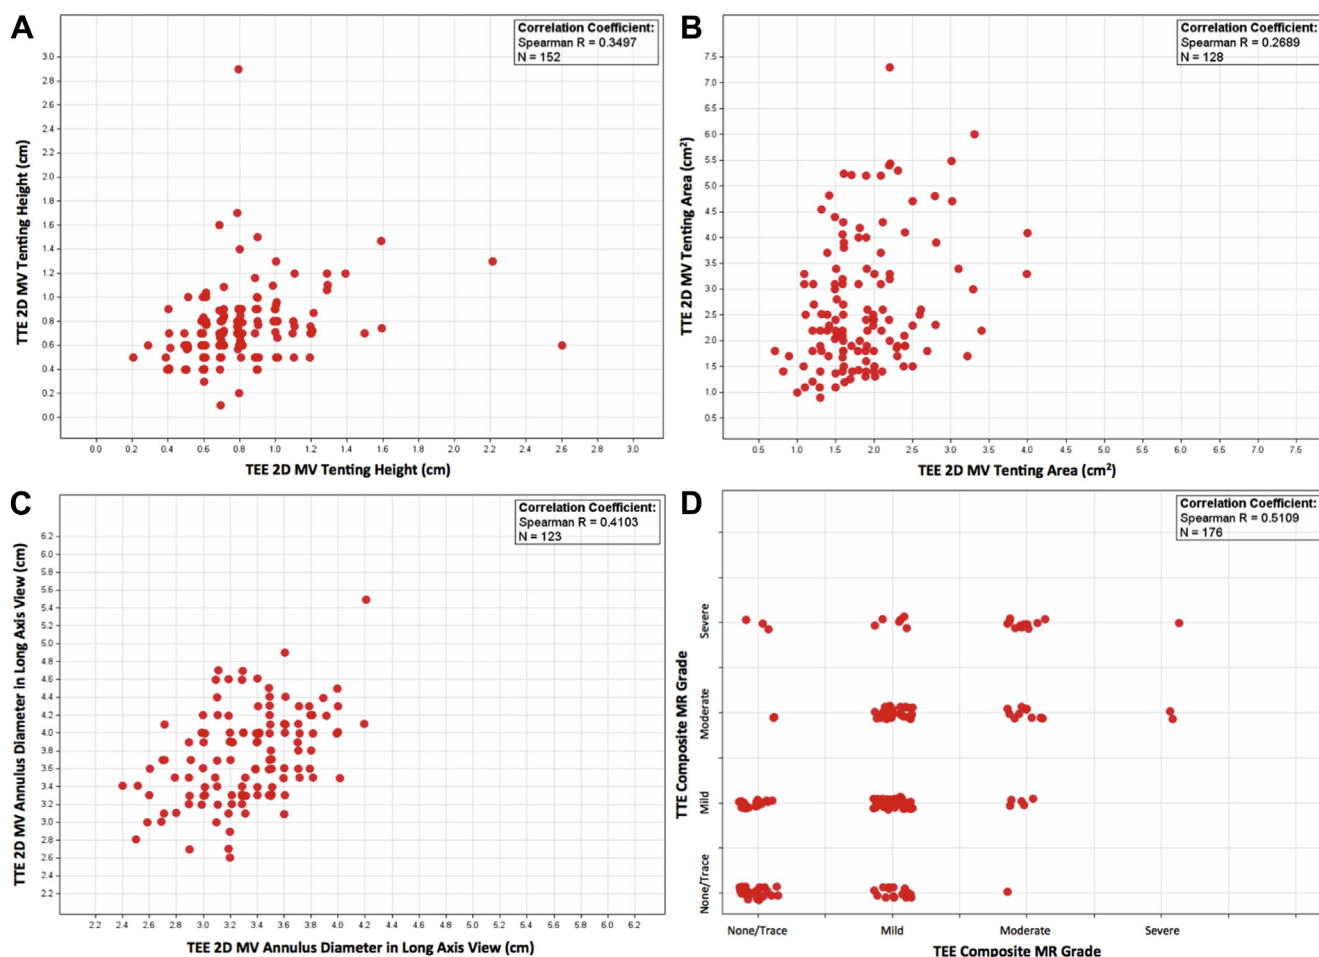 A
Correlation Coefficient:
Spearman R = 0.3497
N = 152
TTE 2D MV Tenting Height (cm)
3.0
2.8
2.6
2.4
2.2
2.0
1.8
1.6
1.4
1.2
1.0
0.8
0.6
0.4
0.2
0.0
0.0 0.2 0.4 0.6 0.8 1.0 1.2 1.4 1.6 1.8 2.0 2.2 2.4 2.6 2.8 3.0
TEE 2D MV Tenting Height (cm)
B
Correlation Coefficient:
Spearman R = 0.2689
N = 128
TTE 2D MV Tenting Area (cm²)
7.5
7.0
6.5
6.0
5.5
5.0
4.5
4.0
3.5
3.0
2.5
2.0
1.5
1.0
0.5
0.5 1.0 1.5 2.0 2.5 3.0 3.5 4.0 4.5 5.0 5.5 6.0 6.5 7.0 7.5
TEE 2D MV Tenting Area (cm²)
C
Correlation Coefficient:
Spearman R = 0.4103
N = 123
TTE 2D MV Annulus Diameter in Long Axis View (cm)
6.2
6.0
5.8
5.6
5.4
5.2
5.0
4.8
4.6
4.4
4.2
4.0
3.8
3.6
3.4
3.2
3.0
2.8
2.6
2.4
2.2
2.2 2.4 2.6 2.8 3.0 3.2 3.4 3.6 3.8 4.0 4.2 4.4 4.6 4.8 5.0 5.2 5.4 5.6 5.8 6.0 6.2
TEE 2D MV Annulus Diameter in Long Axis View (cm)
D
Correlation Coefficient:
Spearman R = 0.5109
N = 176
TTE Composite MR Grade
Severe
Moderate
Mild
None/Trace
None/Trace Mild Moderate Severe
TEE Composite MR Grade